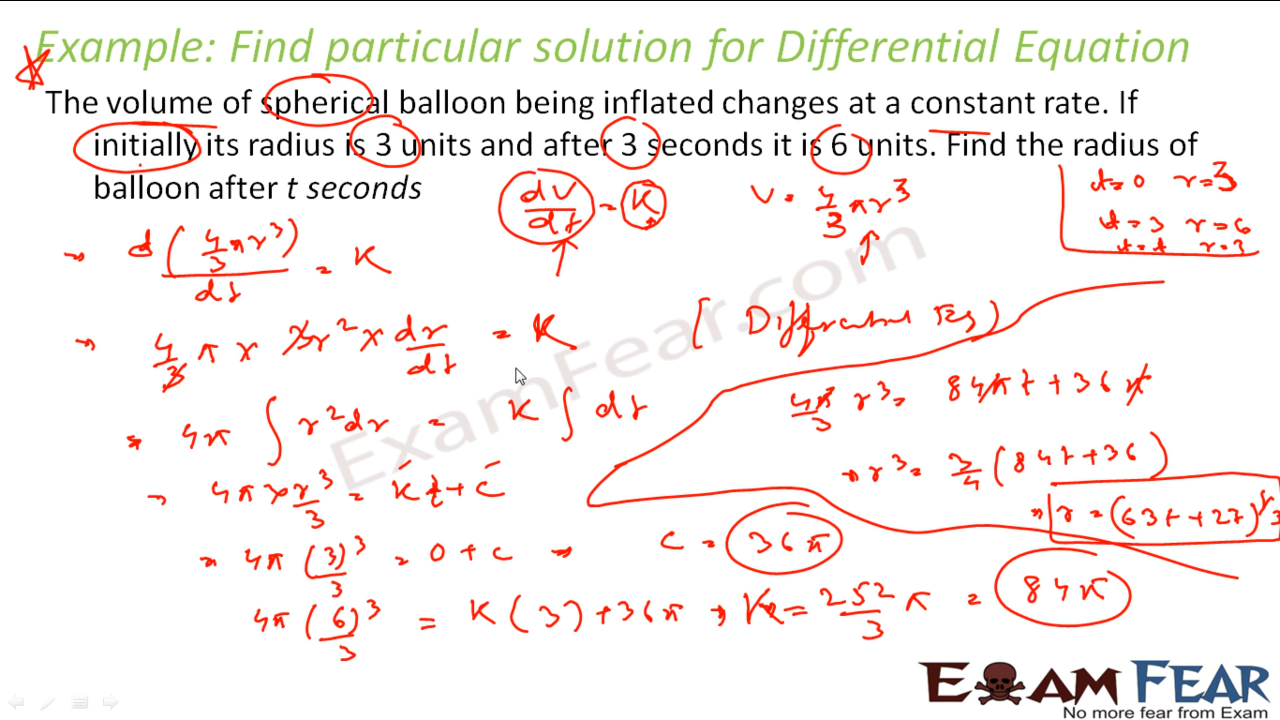 Example: Find particular solution for Differential Equation
The volume of spherical balloon being inflated changes at a constant rate. If
initially its radius is 3 units and after 3 seconds it is 6 units. Find the radius of
balloon after t seconds
dV/dt = K
V = 4/3 πr³
t=0 r=3
t=3 r=6
t=t r=?
→ d(4/3 πr³)/dt = K
→ 4/3 π x 3r² x dr/dt = K
[ Differential Eq )
→ 4π ∫ r²dr = K ∫ dt
→ 4π x r³/3 = Kt + C
→ 4π (3)³/3 = 0 + C → C = 36π
4π (6)³/3 = K (3) + 36π → K = 252/3 π = 84π
4π/3 r³ = 84πt + 36π
→ r³ = 3/4 (84t + 36)
→ r = (63t + 27)^1/3
ExamFear.com
EXAM FEAR
No more fear from Exam